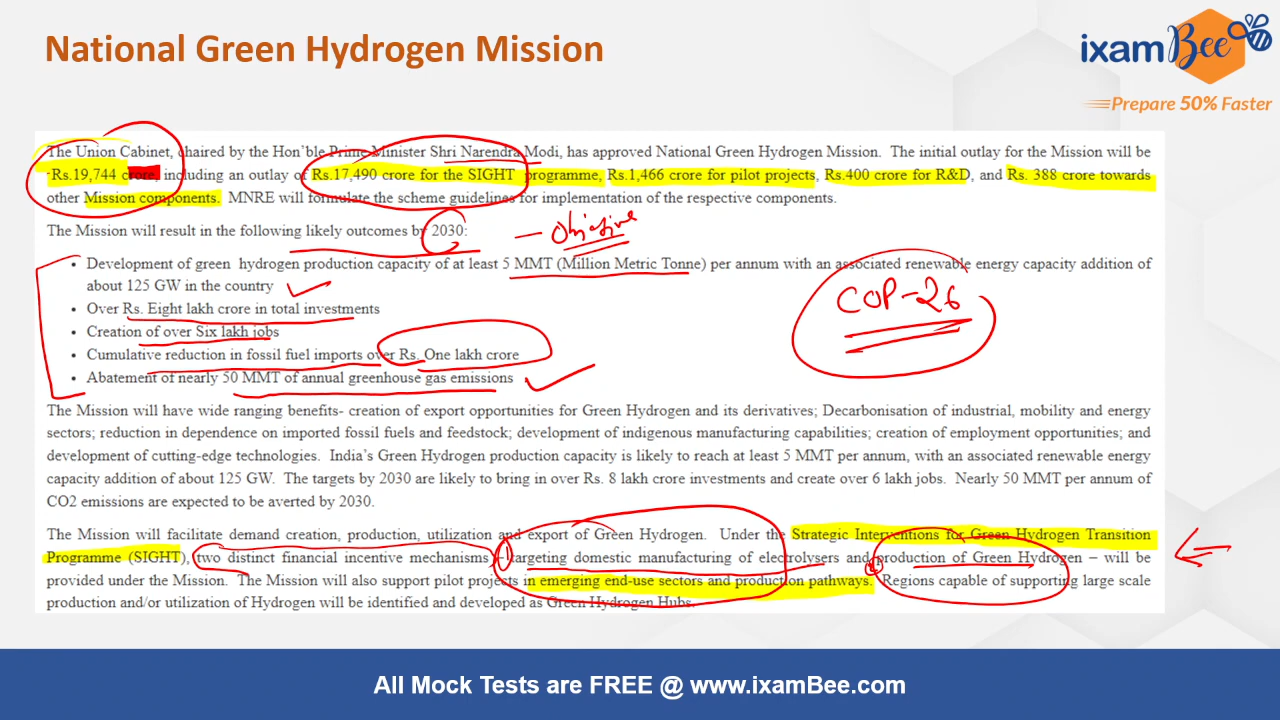 National Green Hydrogen Mission
ixamBee
Prepare 50% Faster
The Union Cabinet, chaired by the Hon'ble Prime Minister Shri Narendra Modi, has approved National Green Hydrogen Mission. The initial outlay for the Mission will be
Rs.19,744 crore, including an outlay of Rs.17,490 crore for the SIGHT programme, Rs.1,466 crore for pilot projects, Rs.400 crore for R&D, and Rs. 388 crore towards
other Mission components. MNRE will formulate the scheme guidelines for implementation of the respective components.
The Mission will result in the following likely outcomes by 2030:
- Objective
• Development of green hydrogen production capacity of at least 5 MMT (Million Metric Tonne) per annum with an associated renewable energy capacity addition of
about 125 GW in the country
• Over Rs. Eight lakh crore in total investments
• Creation of over Six lakh jobs
• Cumulative reduction in fossil fuel imports over Rs. One lakh crore
• Abatement of nearly 50 MMT of annual greenhouse gas emissions
COP-26
The Mission will have wide ranging benefits- creation of export opportunities for Green Hydrogen and its derivatives; Decarbonisation of industrial, mobility and energy
sectors; reduction in dependence on imported fossil fuels and feedstock; development of indigenous manufacturing capabilities; creation of employment opportunities; and
development of cutting-edge technologies. India's Green Hydrogen production capacity is likely to reach at least 5 MMT per annum, with an associated renewable energy
capacity addition of about 125 GW. The targets by 2030 are likely to bring in over Rs. 8 lakh crore investments and create over 6 lakh jobs. Nearly 50 MMT per annum of
CO2 emissions are expected to be averted by 2030.
The Mission will facilitate demand creation, production, utilization and export of Green Hydrogen. Under the Strategic Interventions for Green Hydrogen Transition
Programme (SIGHT), two distinct financial incentive mechanisms 1 targeting domestic manufacturing of electrolysers and 2 production of Green Hydrogen – will be
provided under the Mission. The Mission will also support pilot projects in emerging end-use sectors and production pathways. Regions capable of supporting large scale
production and/or utilization of Hydrogen will be identified and developed as Green Hydrogen Hubs.
All Mock Tests are FREE @ www.ixamBee.com